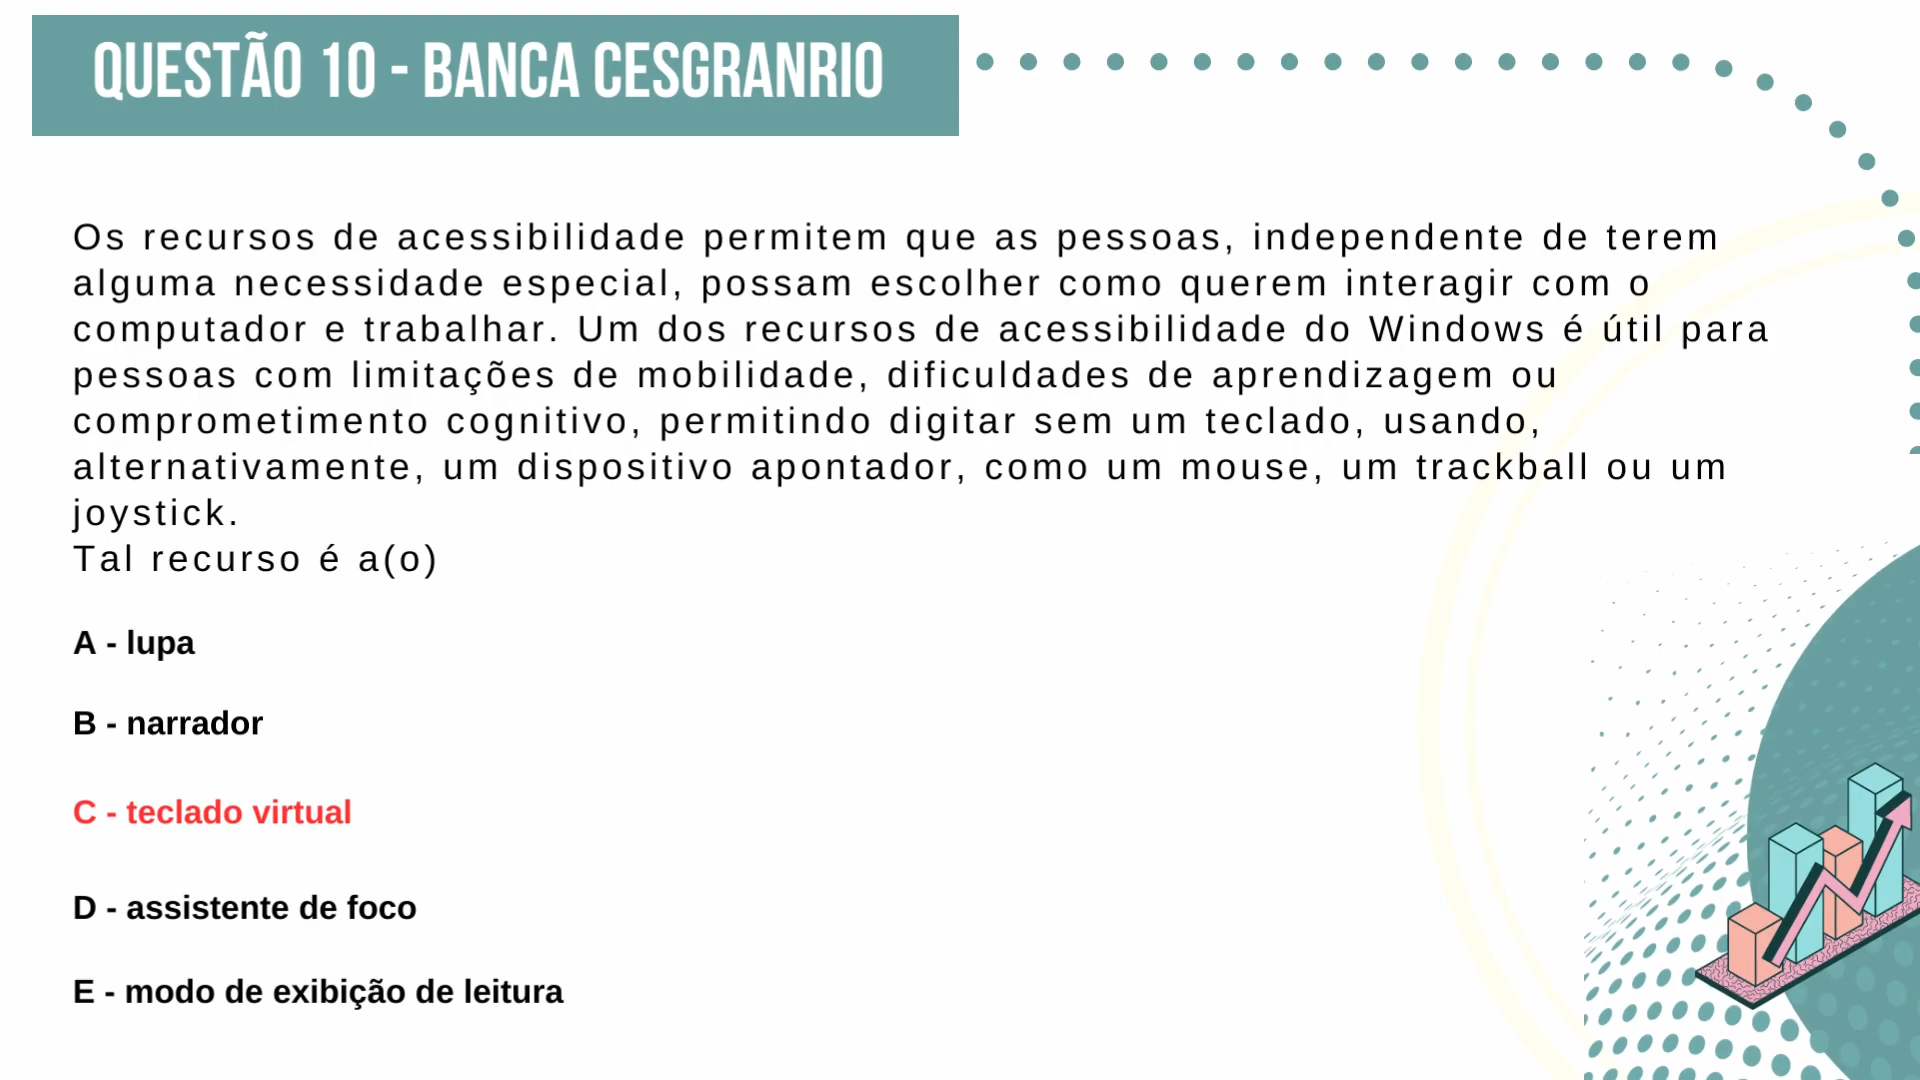 QUESTÃO 10 - BANCA CESGRANRIO
Os recursos de acessibilidade permitem que as pessoas, independente de terem
alguma necessidade especial, possam escolher como querem interagir com o
computador e trabalhar. Um dos recursos de acessibilidade do Windows é útil para
pessoas com limitações de mobilidade, dificuldades de aprendizagem ou
comprometimento cognitivo, permitindo digitar sem um teclado, usando,
alternativamente, um dispositivo apontador, como um mouse, um trackball ou um
joystick.
Tal recurso é a(o)
A - lupa
B - narrador
C - teclado virtual
D - assistente de foco
E - modo de exibição de leitura